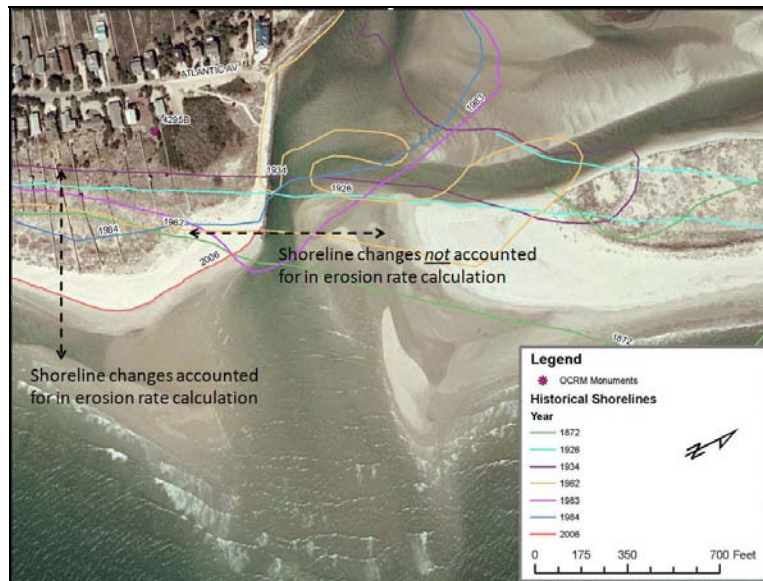 ATLANTIC AV
4295B
1983
1934
1926
1962
1984
2006
Shoreline changes not accounted
for in erosion rate calculation
1872
Shoreline changes accounted
for in erosion rate calculation
Legend
OCRM Monuments
Historical Shorelines
Year
1872
1926
1934
1962
1983
1984
2006
N
0 175 350 700 Feet